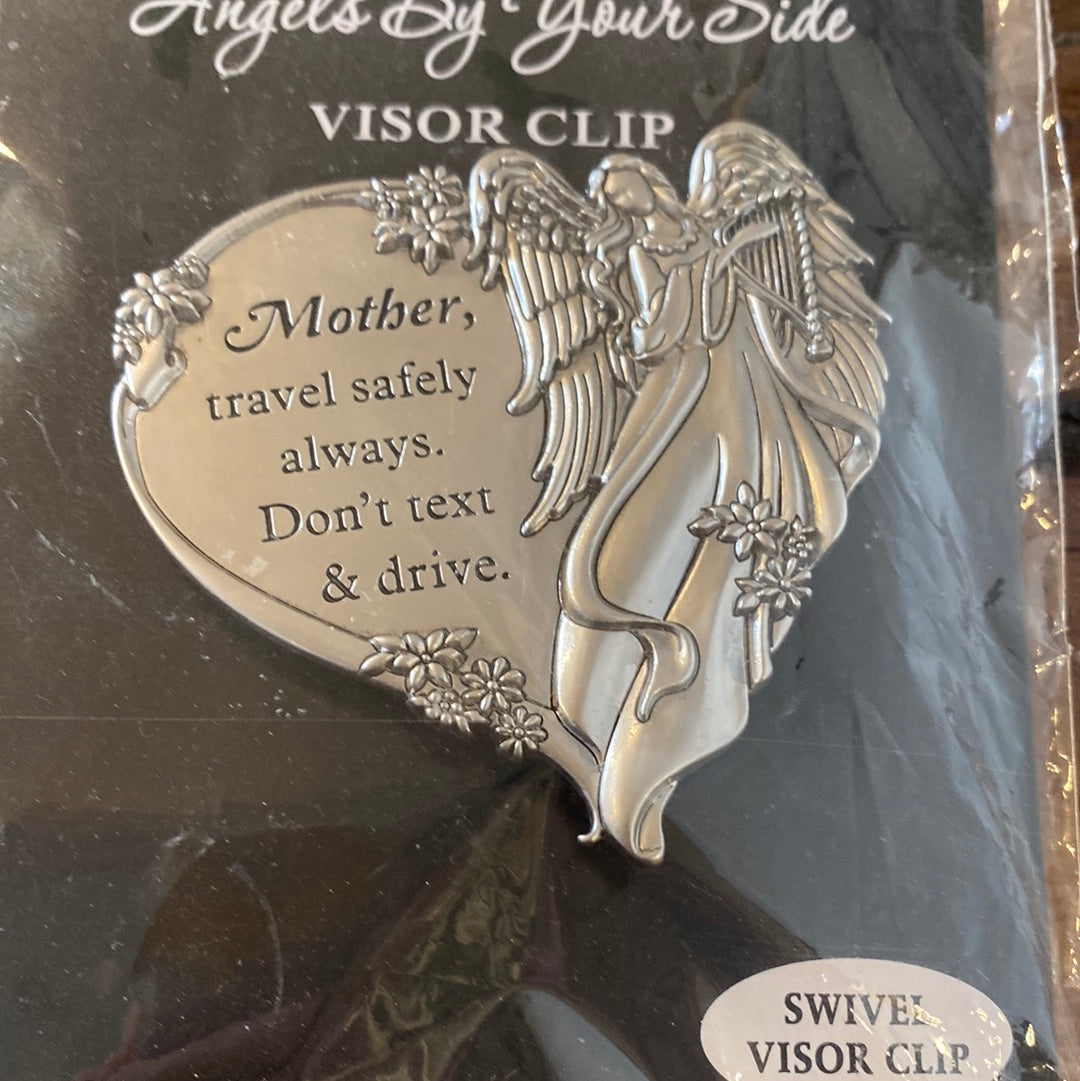 Angels By Your Side
VISOR CLIP
Mother,
travel safely
always.
Don't text
& drive.
SWIVEL
VISOR CLIP